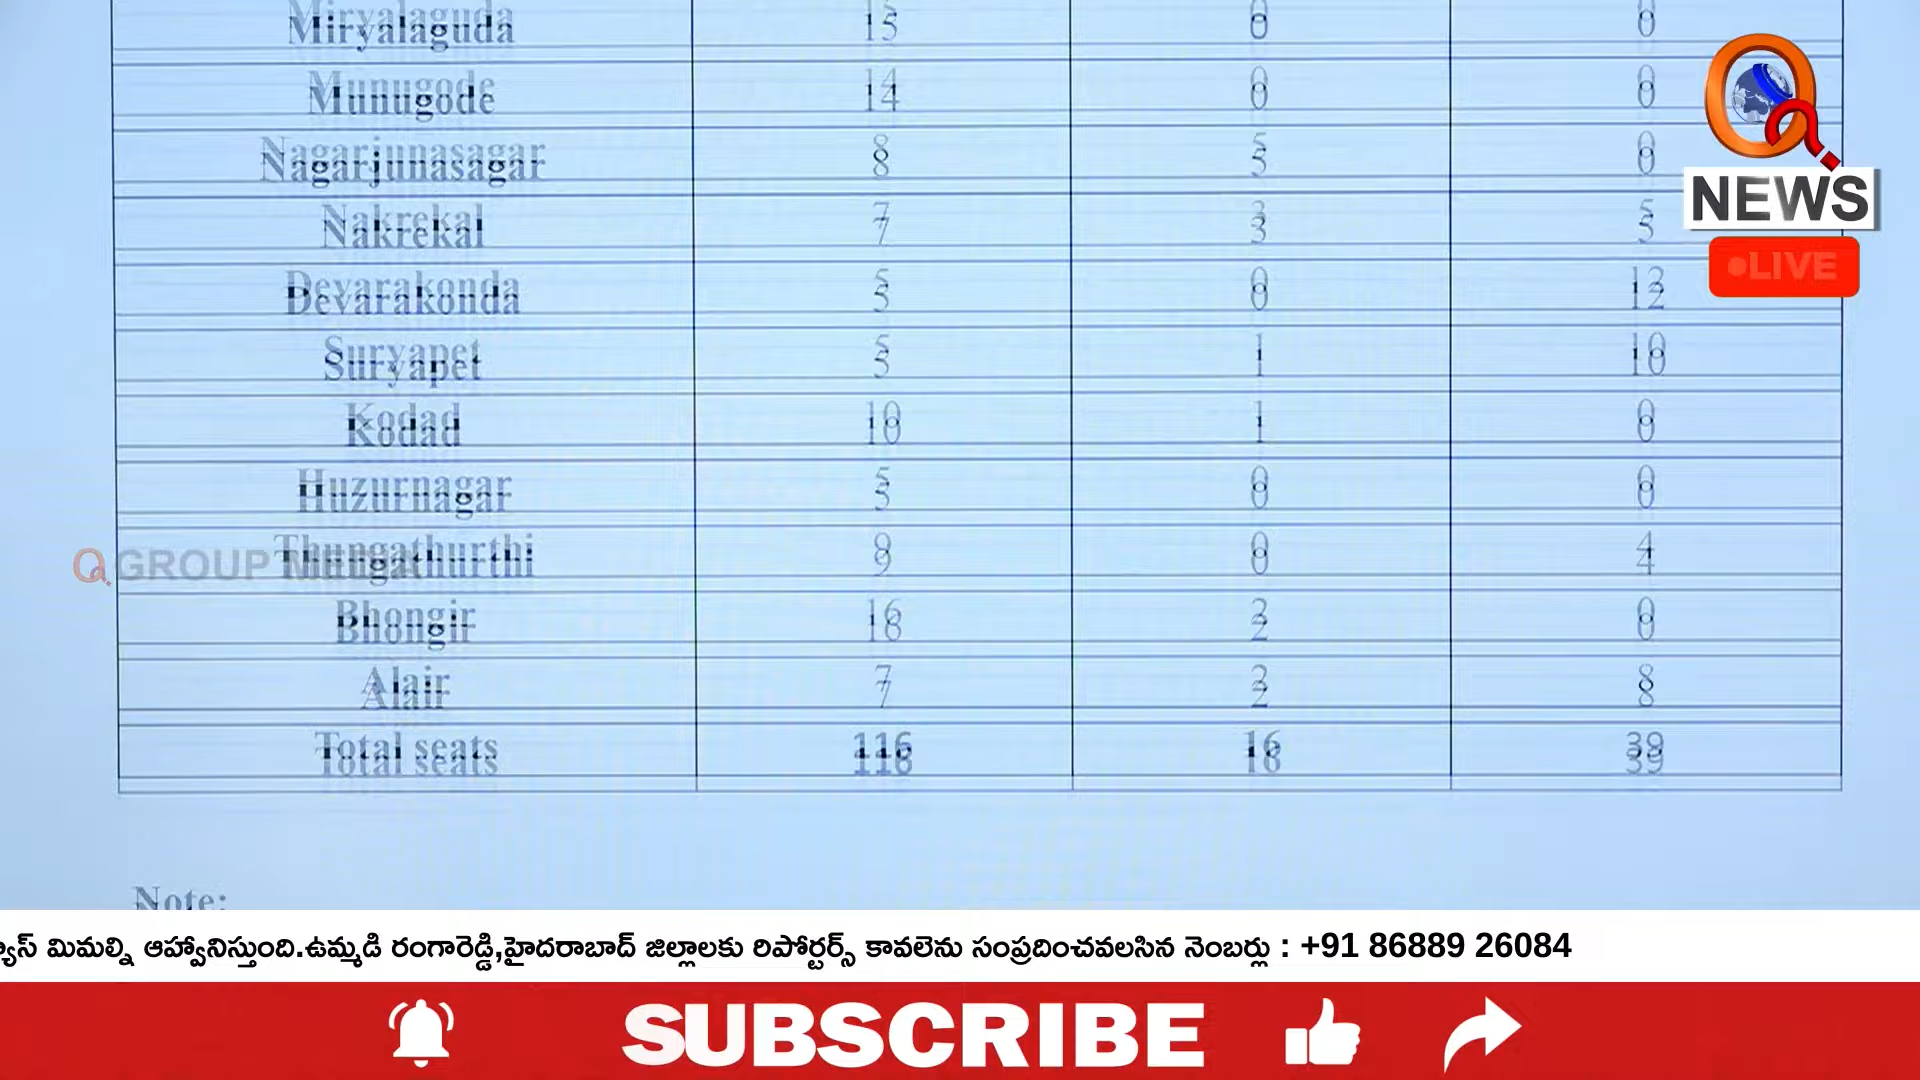 Miryalaguda 15 0 0
Munugode 14 0 0
NEWS
Nagarjunasagar 8 5 0
Nakrekal 7 3 5
LIVE
Devarakonda 5 0 12
Suryapet 5 1 10
Kodad 10 1 0
Huzurnagar 5 0 0
Thungathurthi 9 0 4
GROUP
Bhongir 16 2 0
Alair 7 2 8
Total seats 116 16 39
Note:
మిమల్ని ఆహ్వానిస్తుంది.ఉమ్మడి రంగారెడ్డి,హైదరాబాద్ జిల్లాలకు రిపోర్టర్స్ కావలెను సంప్రదించవలసిన నెంబర్లు : +91 86889 26084
SUBSCRIBE